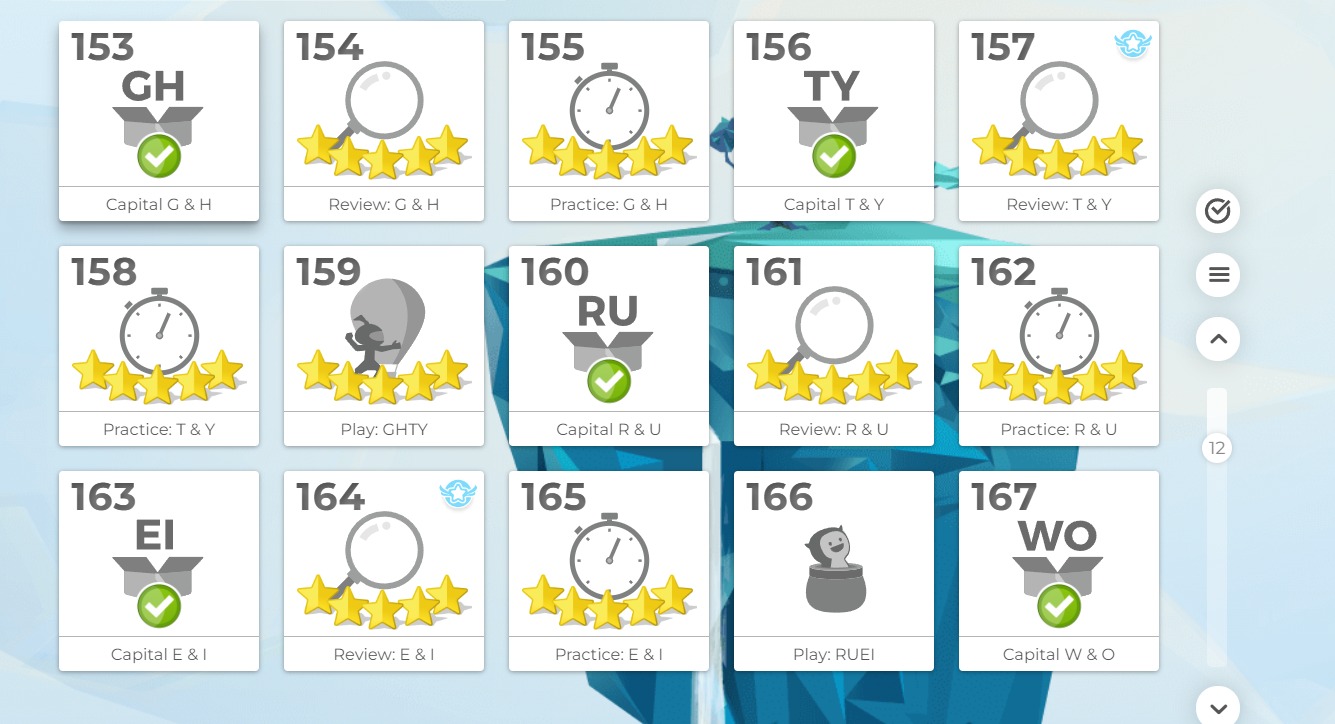 153
GH
Capital G & H
154
Review: G & H
155
Practice: G & H
156
TY
Capital T & Y
157
Review: T & Y
158
Practice: T & Y
159
Play: GHTY
160
RU
Capital R & U
161
Review: R & U
162
Practice: R & U
163
EI
Capital E & I
164
Review: E & I
165
Practice: E & I
166
Play: RUEI
167
WO
Capital W & O
12